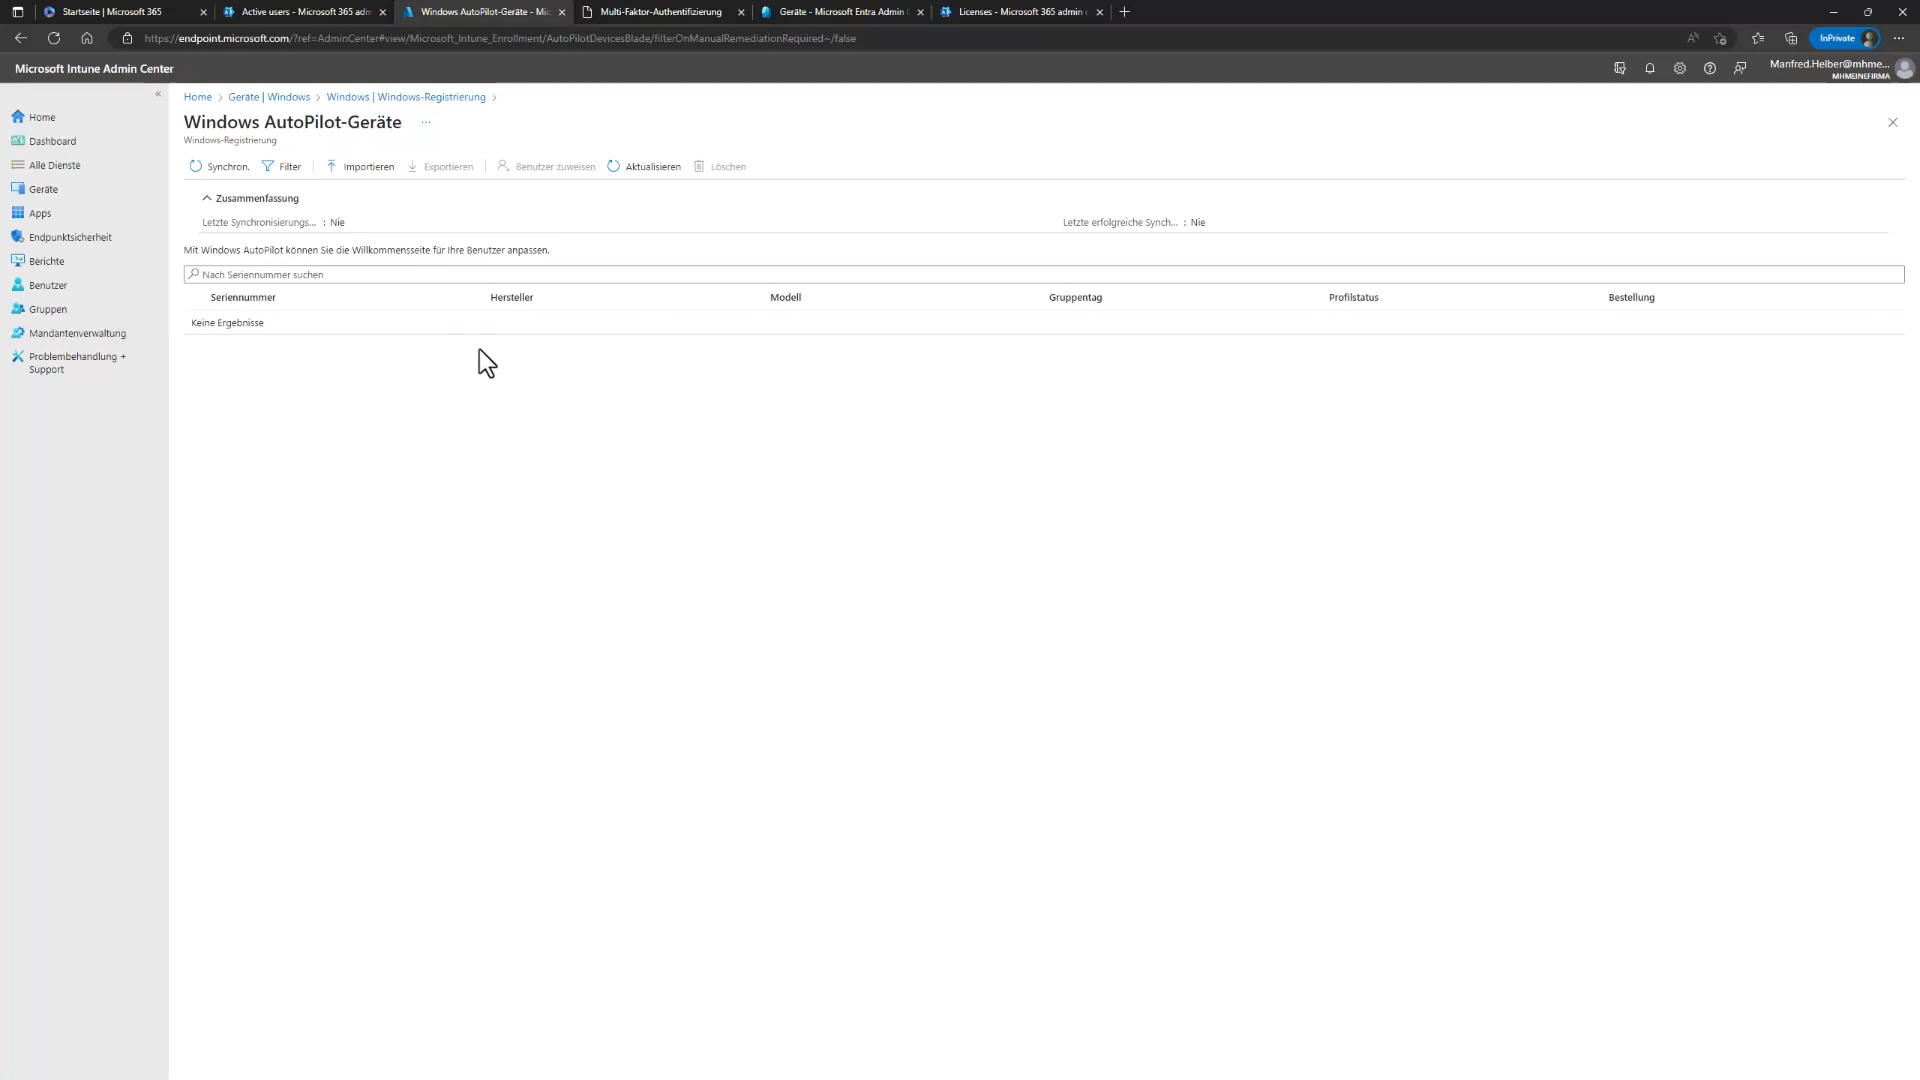 Startseite | Microsoft 365
Active users - Microsoft 365 adm
Windows AutoPilot-Geräte - Mic
Multi-Faktor-Authentifizierung
Geräte - Microsoft Entra Admin C
Licenses - Microsoft 365 admin c
https://endpoint.microsoft.com/?ref=AdminCenter#view/Microsoft_Intune_Enrollment/AutoPilotDevicesBlade/filterOnManualRemediationRequired~/false
InPrivate
Microsoft Intune Admin Center
Manfred.Helber@mhme...
MHMEINEFIRMA
Home
Dashboard
Alle Dienste
Geräte
Apps
Endpunktsicherheit
Berichte
Benutzer
Gruppen
Mandantenverwaltung
Problembehandlung +
Support
Home > Geräte | Windows > Windows | Windows-Registrierung >
Windows AutoPilot-Geräte ...
Windows-Registrierung
Synchron. Filter Importieren Exportieren Benutzer zuweisen Aktualisieren Löschen
Zusammenfassung
Letzte Synchronisierungs... : Nie
Letzte erfolgreiche Synch... : Nie
Mit Windows AutoPilot können Sie die Willkommensseite für Ihre Benutzer anpassen.
Nach Seriennummer suchen
Seriennummer Hersteller Modell Gruppentag Profilstatus Bestellung
Keine Ergebnisse